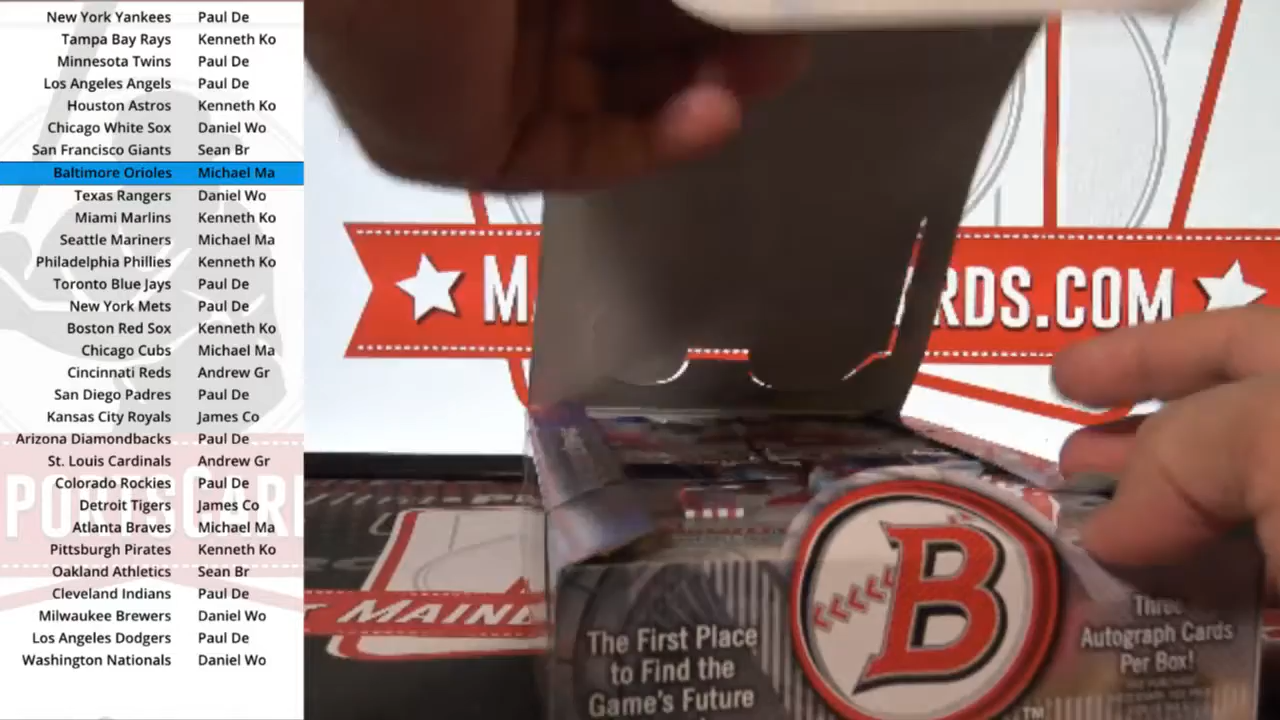 New York Yankees Paul De
Tampa Bay Rays Kenneth Ko
Minnesota Twins Paul De
Los Angeles Angels Paul De
Houston Astros Kenneth Ko
Chicago White Sox Daniel Wo
San Francisco Giants Sean Br
Baltimore Orioles Michael Ma
Texas Rangers Daniel Wo
Miami Marlins Kenneth Ko
Seattle Mariners Michael Ma
Philadelphia Phillies Kenneth Ko
Toronto Blue Jays Paul De
New York Mets Paul De
Boston Red Sox Kenneth Ko
Chicago Cubs Michael Ma
Cincinnati Reds Andrew Gr
San Diego Padres Paul De
Kansas City Royals James Co
Arizona Diamondbacks Paul De
St. Louis Cardinals Andrew Gr
Colorado Rockies Paul De
Detroit Tigers James Co
Atlanta Braves Michael Ma
Pittsburgh Pirates Kenneth Ko
Oakland Athletics Sean Br
Cleveland Indians Paul De
Milwaukee Brewers Daniel Wo
Los Angeles Dodgers Paul De
Washington Nationals Daniel Wo
M RDS.COM
MAIN
B
TM
The First Place
to Find the
Game's Future
Three
Autograph Cards
Per Box!